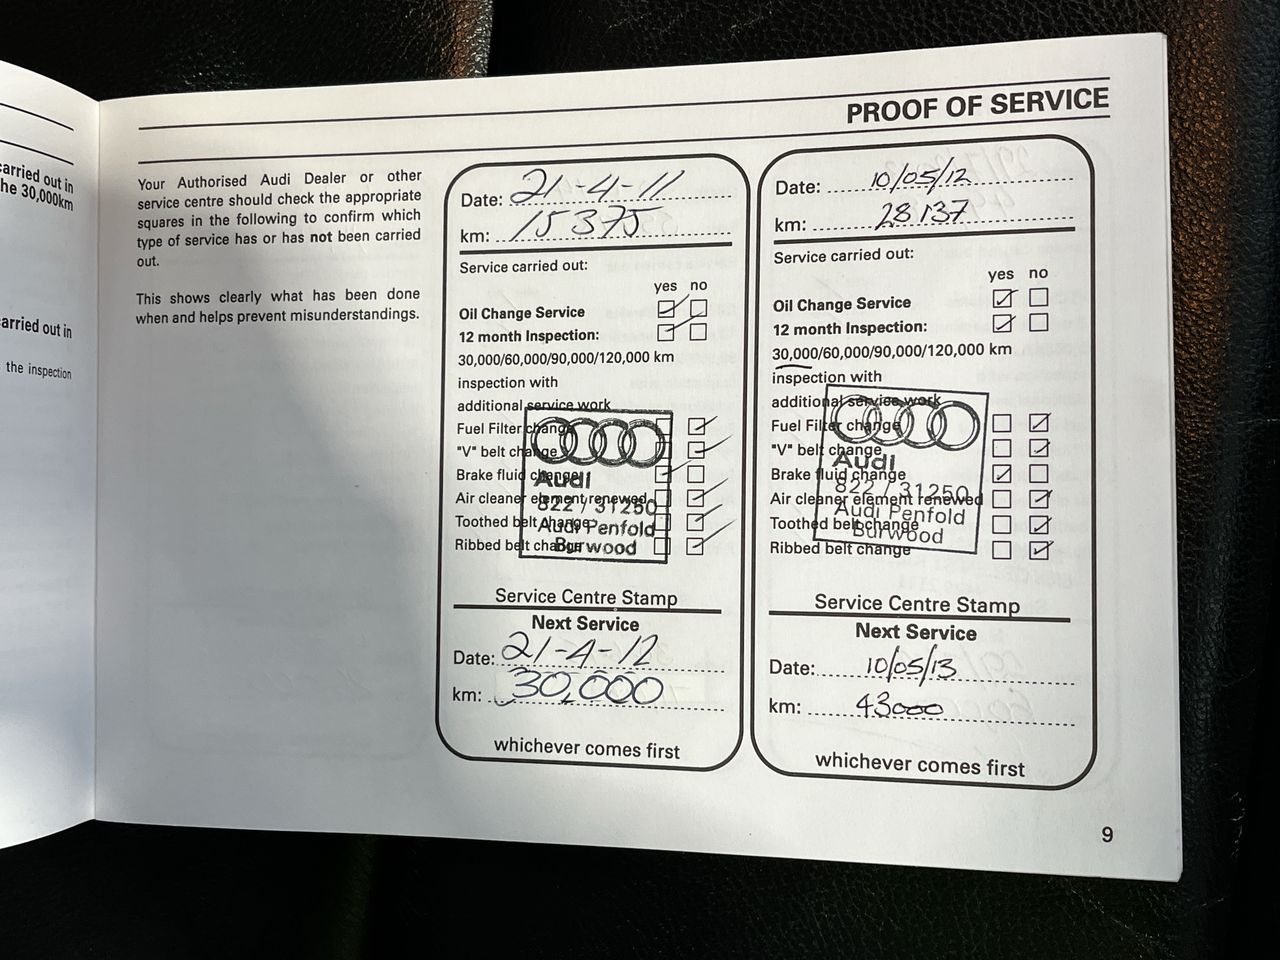 arried out in
he 30,000km
arried out in
the inspection
PROOF OF SERVICE
Your Authorised Audi Dealer or other
service centre should check the appropriate
squares in the following to confirm which
type of service has or has not been carried
out.
This shows clearly what has been done
when and helps prevent misunderstandings.
Date: 21-4-11
km: 15375
Service carried out:
yes no
Oil Change Service
12 month Inspection:
30,000/60,000/90,000/120,000 km
inspection with
additional service work
Fuel Filter change
"V" belt change
Brake fluid change
Air cleaner element renewed
Toothed belt change
Ribbed belt change
Audi
822 / 31250
Audi Penfold
Burwood
Service Centre Stamp
Next Service
Date: 21-4-12
km: 30,000
whichever comes first
Date: 10/05/12
km: 28137
Service carried out:
yes no
Oil Change Service
12 month Inspection:
30,000/60,000/90,000/120,000 km
inspection with
additional service work
Fuel Filter change
"V" belt change
Brake fluid change
Air cleaner element renewed
Toothed belt change
Ribbed belt change
Audi
822 / 31250
Audi Penfold
Burwood
Service Centre Stamp
Next Service
Date: 10/05/13
km: 43000
whichever comes first
9